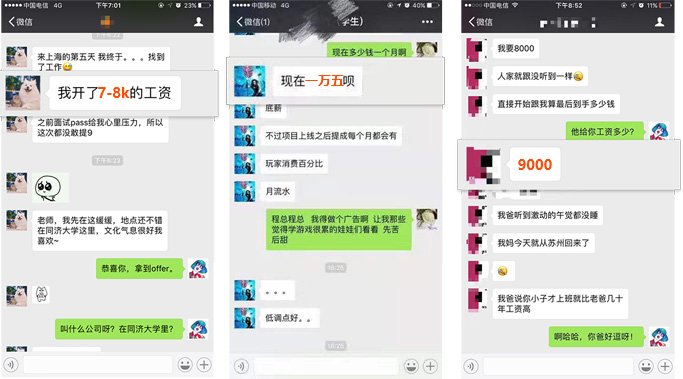 中国电信 4G
下午7:01
23%
微信
来上海的第五天 我终于。。。找到
了工作
我开了7-8k的工资
之前面试pass给我心里压力，所以
这次都没敢提9
老师，我先在这缓缓，地点还不错
在同济大学这里，文化气息很好我
喜欢~
恭喜你，拿到offer。
叫什么公司呀？在同济大学里？
中国移动 4G
40%
微信(1)
学生)
现在多少钱一个月啊
现在一万五呗
底薪
不过项目上线之后提成每个月都会有
玩家消费百分比
月流水
程总程总 我得做个广告啊 让我那些
觉得学游戏很累的娃娃们看看 先苦
后甜
。。。
低调点好。。
中国电信
下午8:52
微信
我要8000
人家就跟没听到一样
直接开始跟我算最后到手多少钱
他给你工资多少？
9000
我爸听到激动的午觉都没睡
我妈今天就从苏州回来了
我爸说你小子才上班就比老爸几十
年工资高
啊哈哈，你爸好逗呀！